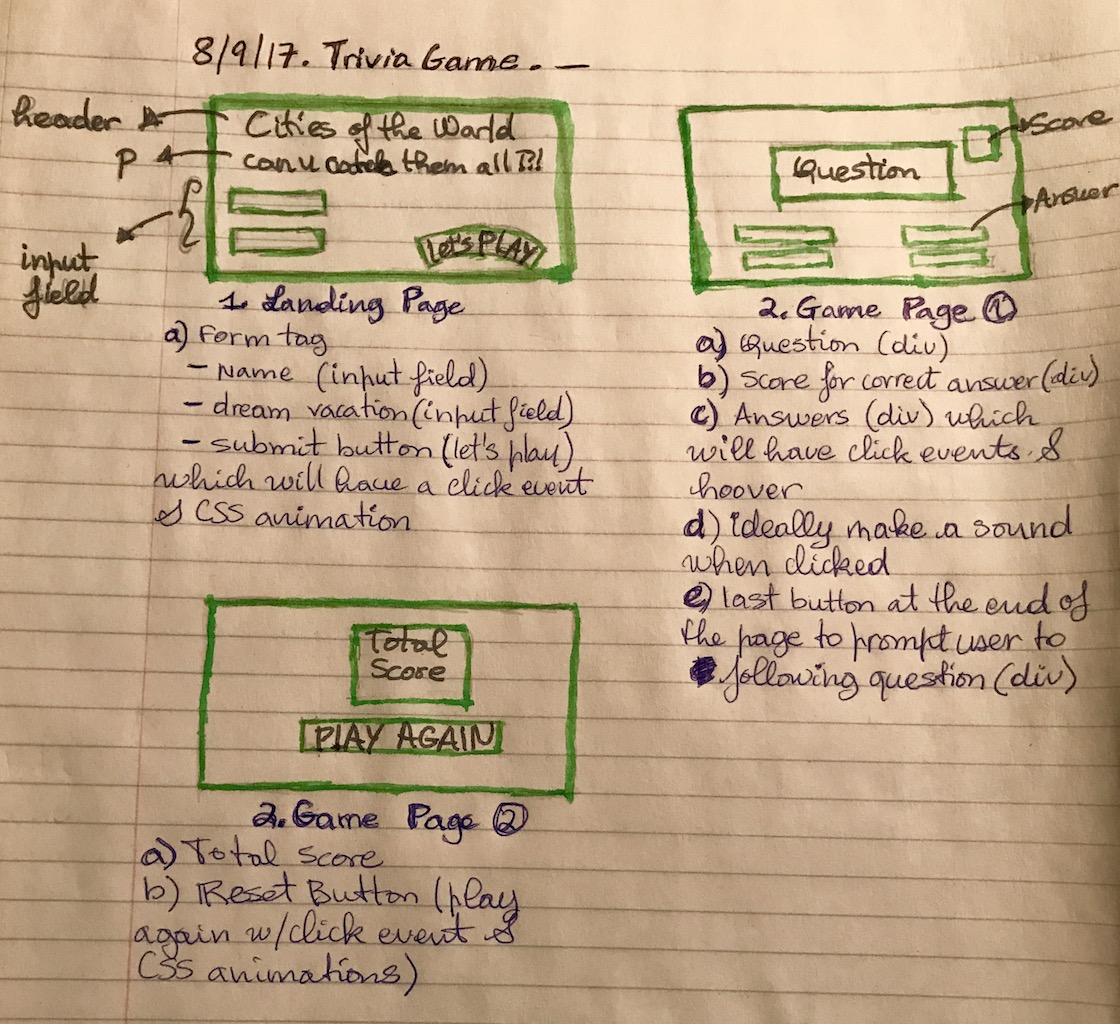 8/9/17. Trivia Game. —
header
Cities of the World
P
can u them all ?!!
input
field
Let's PLAY
1. Landing Page
a) Form tag
- Name (input field)
- dream vacation (input field)
- submit button (let's play)
which will have a click event
& CSS animation
Score
Question
Answer
2. Game Page ①
a) Question (div)
b) Score for correct answer (div)
c) Answers (div) which
will have click events &
hoover
d) ideally make a sound
when clicked
e) last button at the end of
the page to prompt user to
following question (div)
Total
Score
PLAY AGAIN
2. Game Page ②
a) Total Score
b) Reset Button (play
again w/click event &
CSS animations)